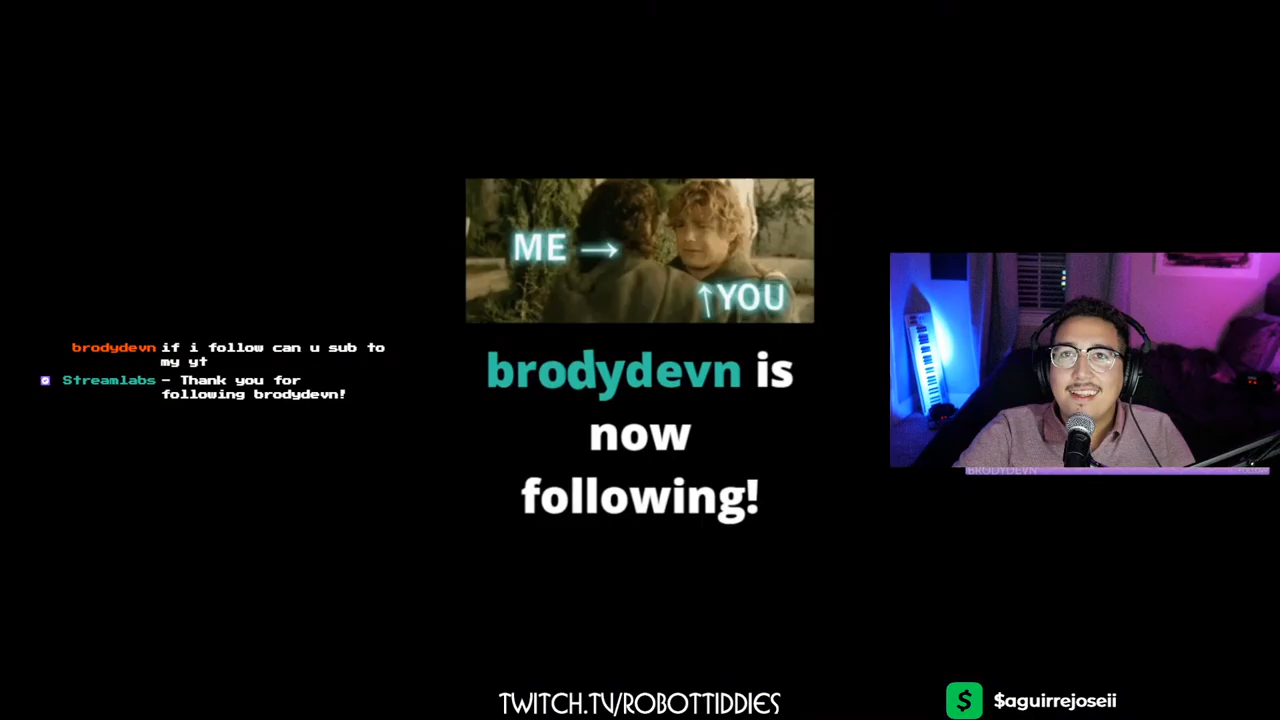 brodydevn if i follow can u sub to
my yt
Streamlabs - Thank you for
following brodydevn!
ME →
↑YOU
brodydevn is
now
following!
BRODYDEVN
TWITCH.TV/ROBOTTIDDIES
$ $aguirrejoseii